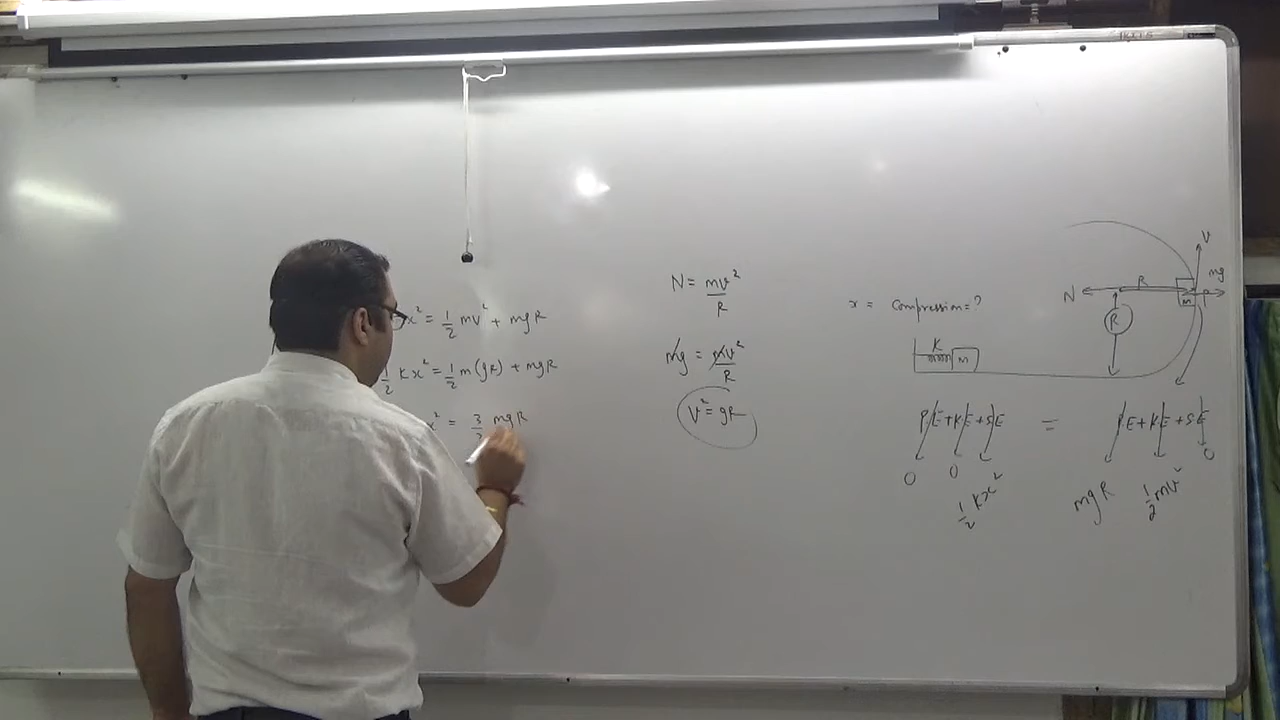 x² = 1/2 mv² + mgR
1/2 Kx² = 1/2 m(gR) + mgR
x² = 3/2 mgR
N = mv²/R
mg = mv²/R
v² = gR
x = Compression = ?
K
m
N
R
V
mg
m
R
PE + KE + SE = PE + KE + SE
0 0 1/2 Kx² mgR 1/2 mv² 0